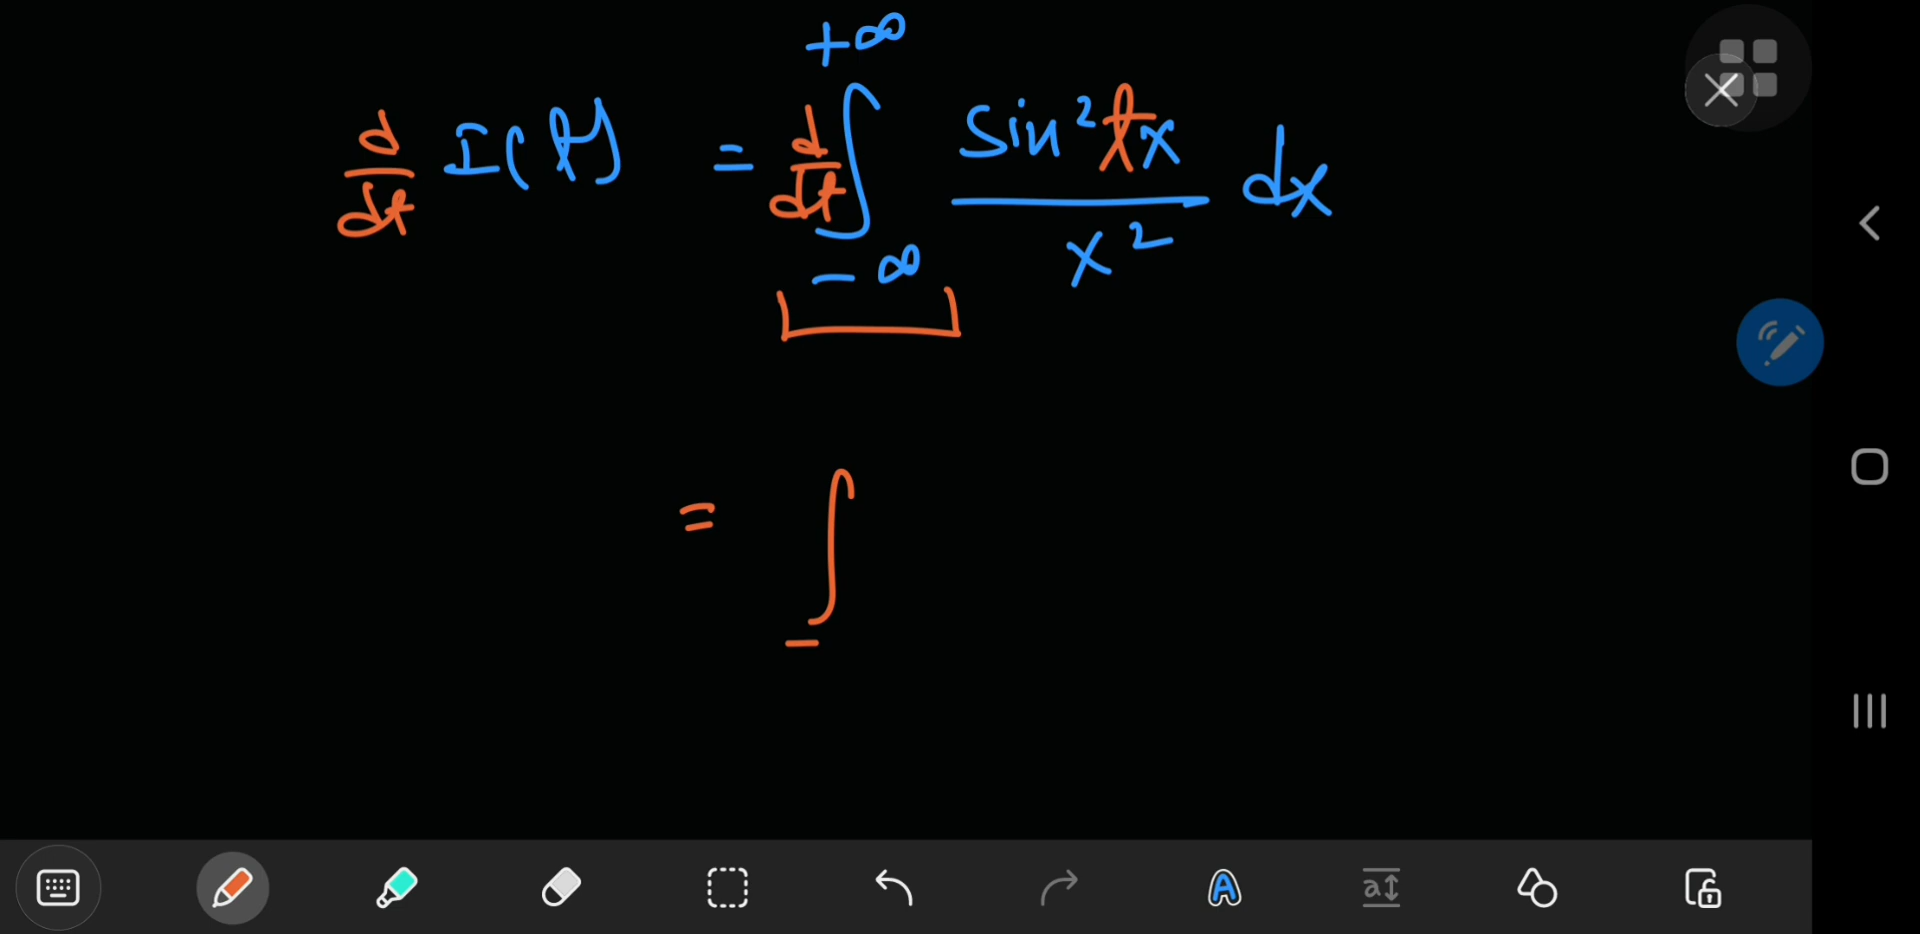 d/dt I(t) = d/dt ∫_{-∞}^{+∞} sin²tx / x² dx
= ∫_{-}
A a